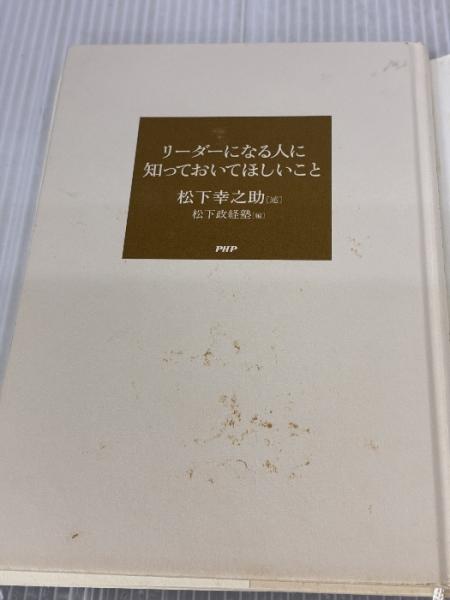 リーダーになる人に
知っておいてほしいこと
松下幸之助[述]
松下政経塾[編]
PHP